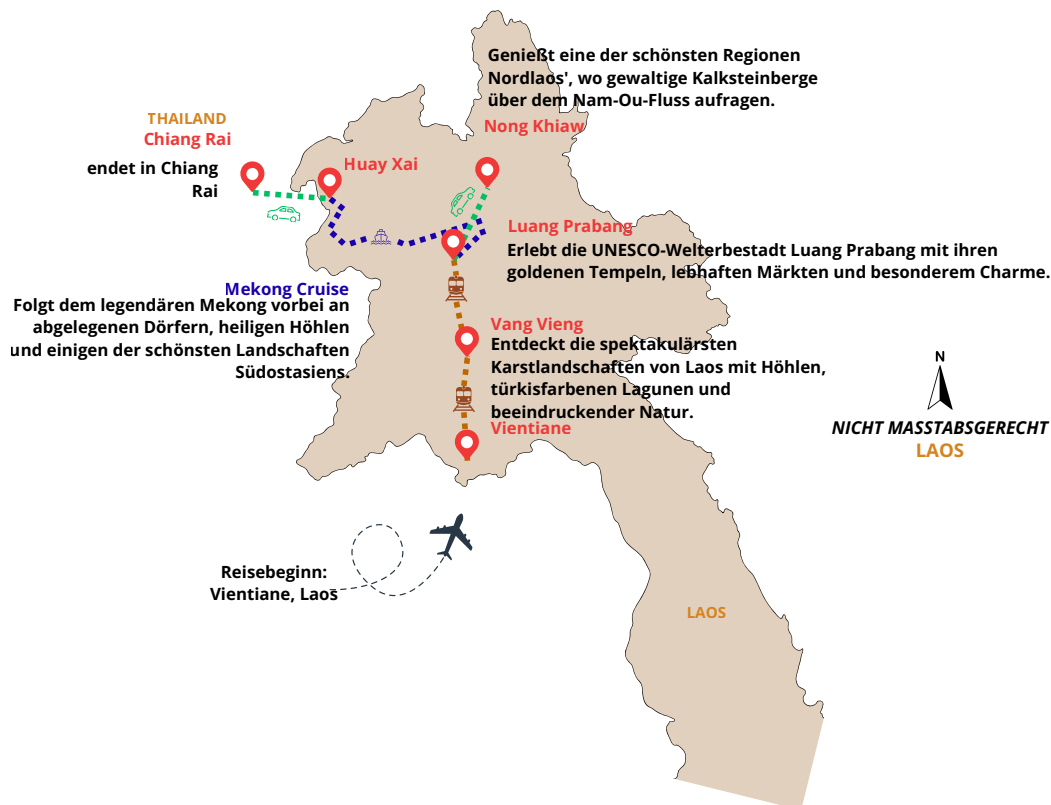 Genießt eine der schönsten Regionen
Nordlaos', wo gewaltige Kalksteinberge
über dem Nam-Ou-Fluss aufragen.
Nong Khiaw
THAILAND
Chiang Rai
endet in Chiang
Rai
Huay Xai
Luang Prabang
Erlebt die UNESCO-Welterbestadt Luang Prabang mit ihren
goldenen Tempeln, lebhaften Märkten und besonderem Charme.
Mekong Cruise
Folgt dem legendären Mekong vorbei an
abgelegenen Dörfern, heiligen Höhlen
und einigen der schönsten Landschaften
Südostasiens.
Vang Vieng
Entdeckt die spektakulärsten
Karstlandschaften von Laos mit Höhlen,
türkisfarbenen Lagunen und
beeindruckender Natur.
Vientiane
N
NICHT MASSTABSGERECHT
LAOS
Reisebeginn:
Vientiane, Laos
LAOS